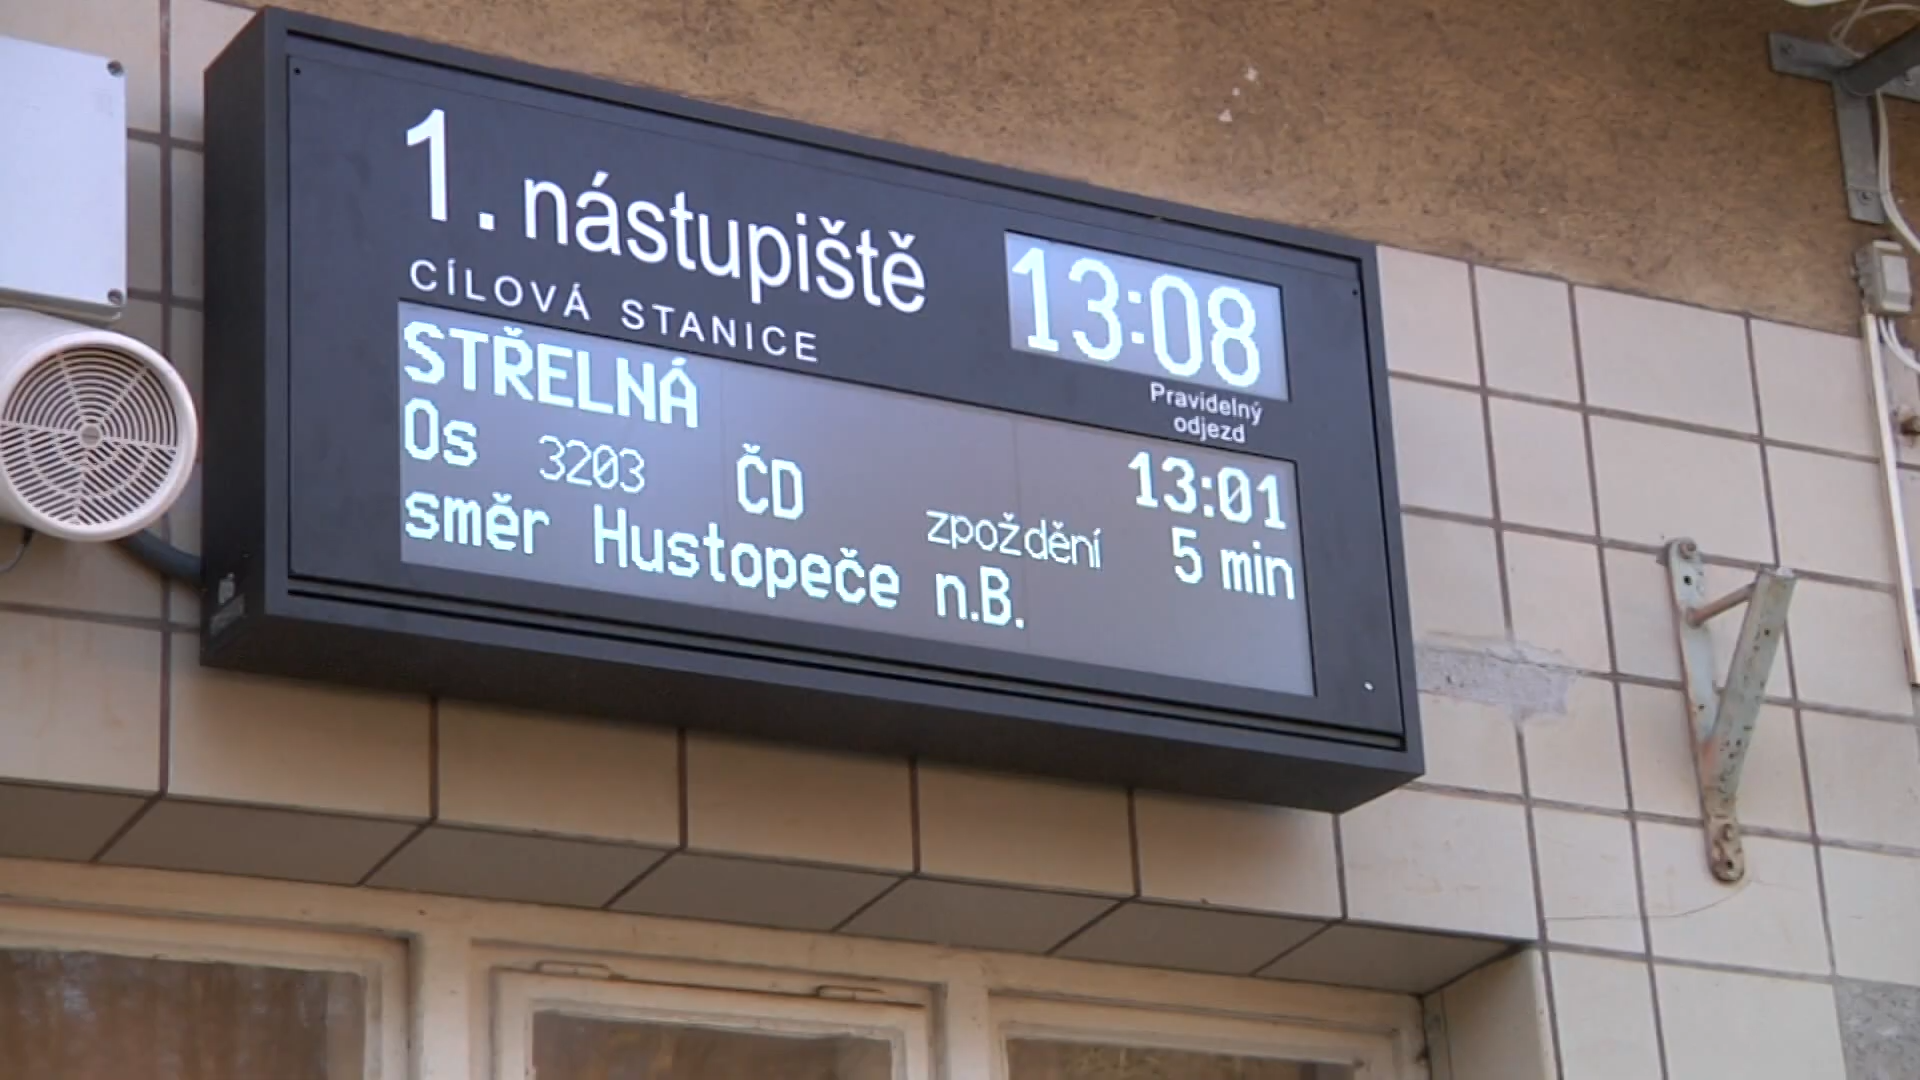 1. nástupiště
13:08
CÍLOVÁ STANICE
Pravidelný
odjezd
STŘELNÁ
Os 3203 ČD 13:01
směr Hustopeče n.B. zpoždění 5 min